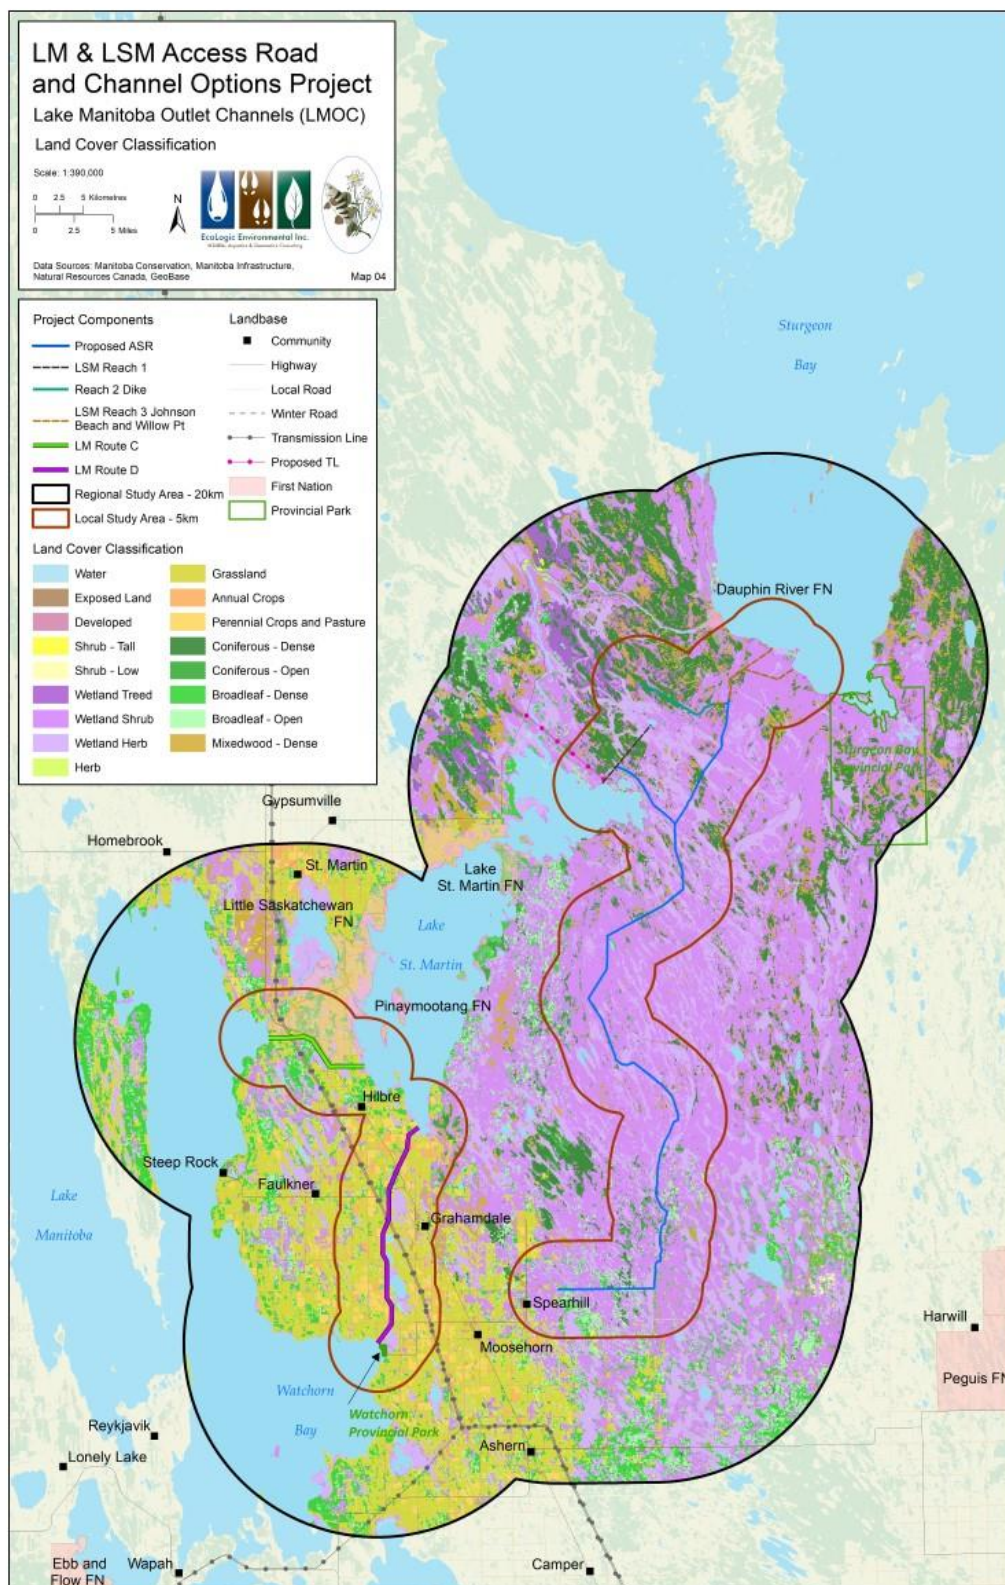 LM & LSM Access Road
and Channel Options Project
Lake Manitoba Outlet Channels (LMOC)
Land Cover Classification
Scale: 1:390,000
0 2.5 5 Kilometres
0 2.5 5 Miles
N
EcoLogic Environmental Inc.
Data Sources: Manitoba Conservation, Manitoba Infrastructure,
Natural Resources Canada, GeoBase
Map 04
Project Components
Proposed ASR
LSM Reach 1
Reach 2 Dike
LSM Reach 3 Johnson
Beach and Willow Pt
LM Route C
LM Route D
Regional Study Area - 20km
Local Study Area - 5km
Landbase
Community
Highway
Local Road
Winter Road
Transmission Line
Proposed TL
First Nation
Provincial Park
Land Cover Classification
Water
Exposed Land
Developed
Shrub - Tall
Shrub - Low
Wetland Treed
Wetland Shrub
Wetland Herb
Herb
Grassland
Annual Crops
Perennial Crops and Pasture
Coniferous - Dense
Coniferous - Open
Broadleaf - Dense
Broadleaf - Open
Mixedwood - Dense
Sturgeon
Bay
Dauphin River FN
Sturgeon Bay
Provincial Park
Gypsumville
Homebrook
St. Martin
Lake
St. Martin FN
Little Saskatchewan
FN
Lake
St. Martin
Pinaymootang FN
Hilbre
Steep Rock
Faulkner
Lake
Manitoba
Grahamdale
Spearhill
Moosehorn
Harwill
Peguis FN
Watchorn
Bay
Watchorn
Provincial Park
Reykjavik
Lonely Lake
Ashern
Ebb and
Flow FN
Wapah
Camper